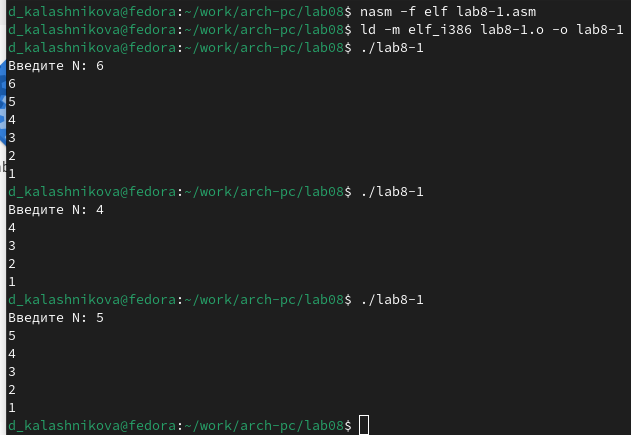 d_kalashnikova@fedora:~/work/arch-pc/lab08$ nasm -f elf lab8-1.asm
d_kalashnikova@fedora:~/work/arch-pc/lab08$ ld -m elf_i386 lab8-1.o -o lab8-1
d_kalashnikova@fedora:~/work/arch-pc/lab08$ ./lab8-1
Введите N: 6
6
5
4
3
2
1
d_kalashnikova@fedora:~/work/arch-pc/lab08$ ./lab8-1
Введите N: 4
4
3
2
1
d_kalashnikova@fedora:~/work/arch-pc/lab08$ ./lab8-1
Введите N: 5
5
4
3
2
1
d_kalashnikova@fedora:~/work/arch-pc/lab08$